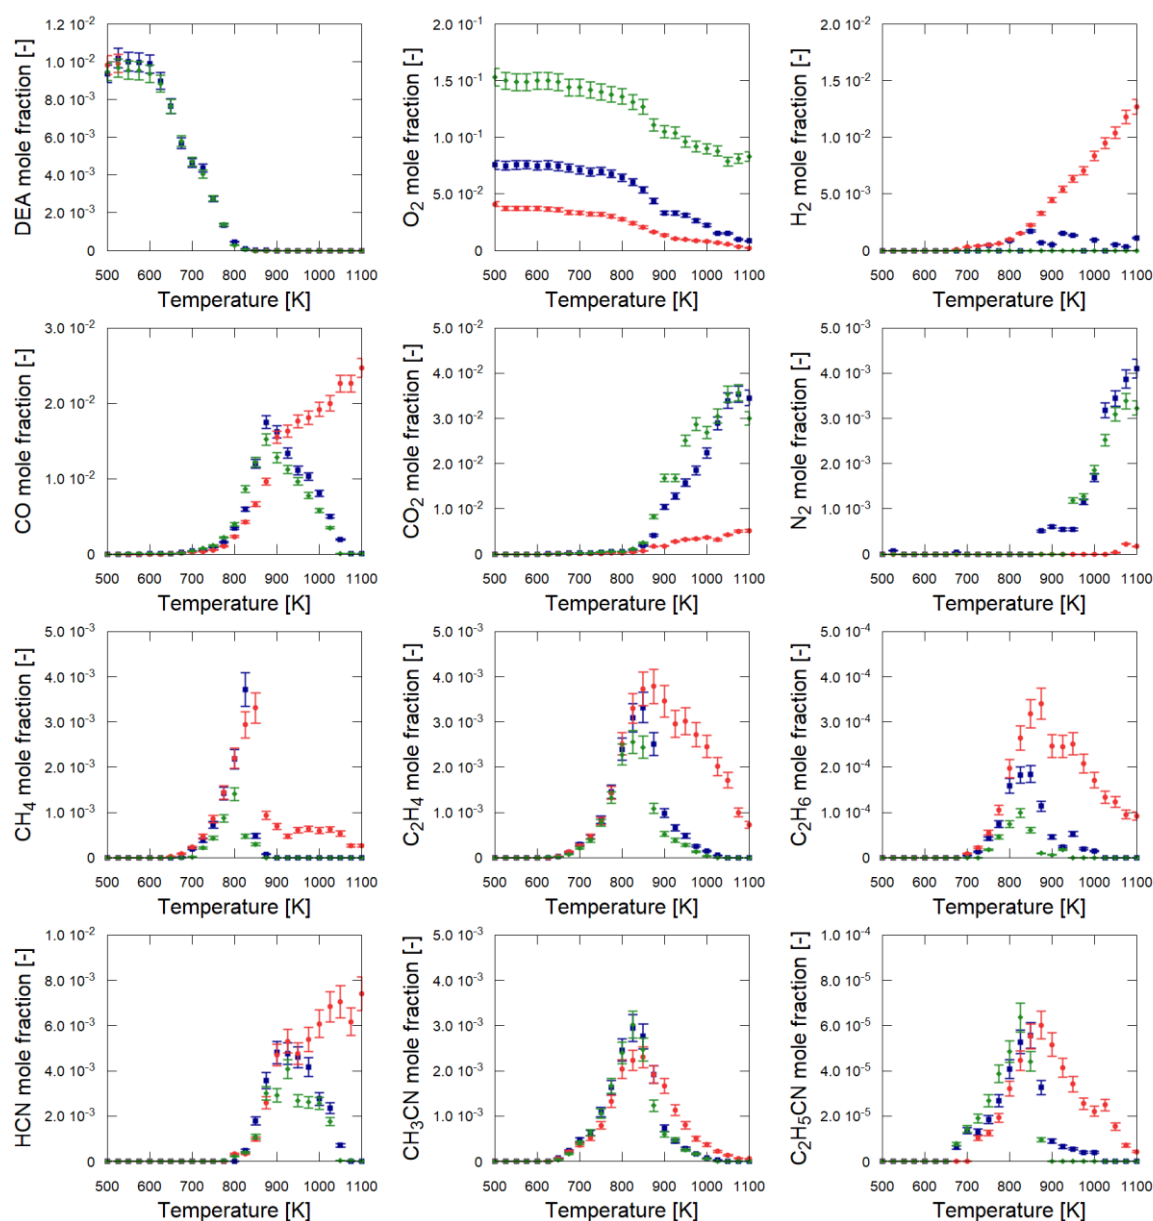 DEA mole fraction [-]
1.2 10⁻²
1.0 10⁻²
8.0 10⁻³
6.0 10⁻³
4.0 10⁻³
2.0 10⁻³
0
500 600 700 800 900 1000 1100
Temperature [K]
O₂ mole fraction [-]
2.0 10⁻¹
1.5 10⁻¹
1.0 10⁻¹
5.0 10⁻²
0
500 600 700 800 900 1000 1100
Temperature [K]
H₂ mole fraction [-]
2.0 10⁻²
1.5 10⁻²
1.0 10⁻²
5.0 10⁻³
0
500 600 700 800 900 1000 1100
Temperature [K]
CO mole fraction [-]
3.0 10⁻²
2.0 10⁻²
1.0 10⁻²
0
500 600 700 800 900 1000 1100
Temperature [K]
CO₂ mole fraction [-]
5.0 10⁻²
4.0 10⁻²
3.0 10⁻²
2.0 10⁻²
1.0 10⁻²
0
500 600 700 800 900 1000 1100
Temperature [K]
N₂ mole fraction [-]
5.0 10⁻³
4.0 10⁻³
3.0 10⁻³
2.0 10⁻³
1.0 10⁻³
0
500 600 700 800 900 1000 1100
Temperature [K]
CH₄ mole fraction [-]
5.0 10⁻³
4.0 10⁻³
3.0 10⁻³
2.0 10⁻³
1.0 10⁻³
0
500 600 700 800 900 1000 1100
Temperature [K]
C₂H₄ mole fraction [-]
5.0 10⁻³
4.0 10⁻³
3.0 10⁻³
2.0 10⁻³
1.0 10⁻³
0
500 600 700 800 900 1000 1100
Temperature [K]
C₂H₆ mole fraction [-]
5.0 10⁻⁴
4.0 10⁻⁴
3.0 10⁻⁴
2.0 10⁻⁴
1.0 10⁻⁴
0
500 600 700 800 900 1000 1100
Temperature [K]
HCN mole fraction [-]
1.0 10⁻²
8.0 10⁻³
6.0 10⁻³
4.0 10⁻³
2.0 10⁻³
0
500 600 700 800 900 1000 1100
Temperature [K]
CH₃CN mole fraction [-]
5.0 10⁻³
4.0 10⁻³
3.0 10⁻³
2.0 10⁻³
1.0 10⁻³
0
500 600 700 800 900 1000 1100
Temperature [K]
C₂H₅CN mole fraction [-]
1.0 10⁻⁴
8.0 10⁻⁵
6.0 10⁻⁵
4.0 10⁻⁵
2.0 10⁻⁵
0
500 600 700 800 900 1000 1100
Temperature [K]